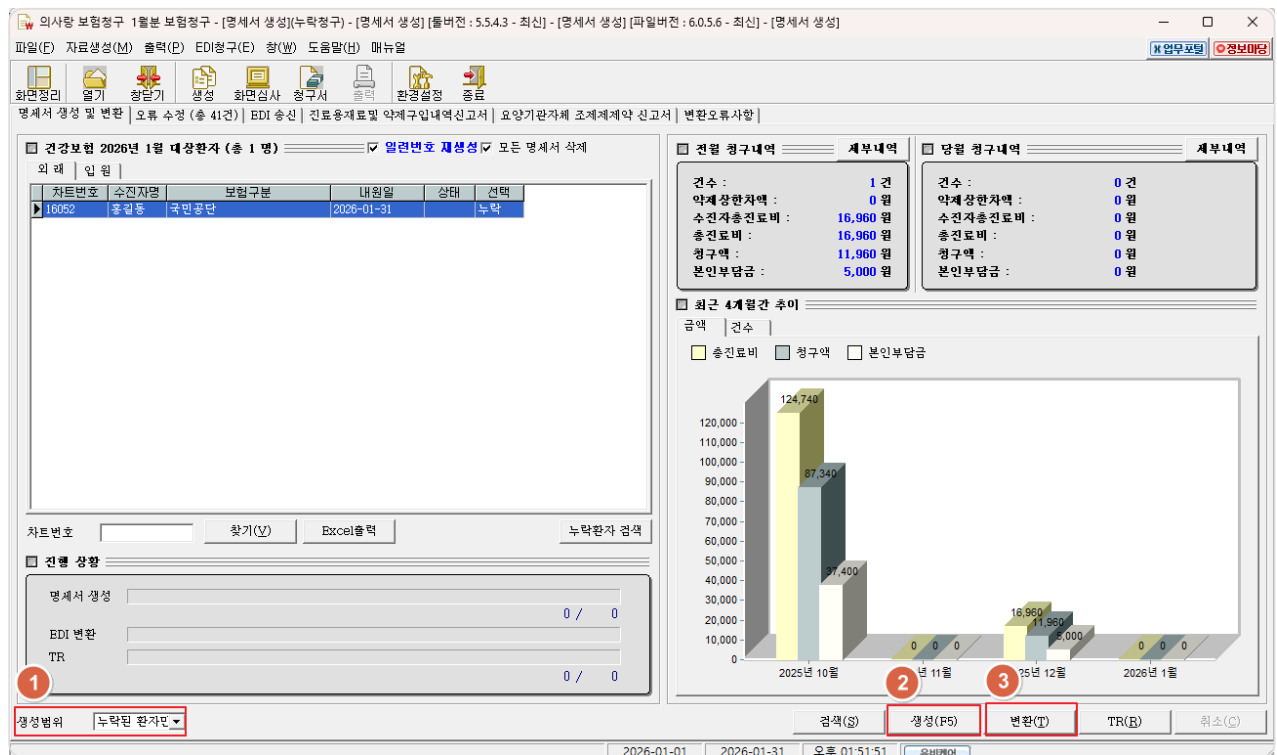 의사랑 보험청구 1월분 보험청구 - [명세서 생성](누락청구) - [명세서 생성] [툴버전 : 5.5.4.3 - 최신] - [명세서 생성] [파일버전 : 6.0.5.6 - 최신] - [명세서 생성]
파일(F) 자료생성(M) 출력(P) EDI청구(E) 창(W) 도움말(H) 매뉴얼 업무포털 정보마당
화면정리 열기 창닫기 생성 화면심사 청구서 출력 환경설정 종료
명세서 생성 및 변환 오류 수정 (총 41건) EDI 송신 진료용재료및 약제구입내역신고서 요양기관자체 조제제제약 신고서 변환오류사항
건강보험 2026년 1월 대상환자 (총 1 명) 일련번호 재생성 모든 명세서 삭제
외 래 입 원
차트번호 수진자명 보험구분 내원일 상태 선택
16052 홍길동 국민공단 2026-01-31 누락
차트번호 찾기(V) Excel출력 누락환자 검색
진행 상황
명세서 생성
0 / 0
EDI 변환
TR
0 / 0
1
생성범위 누락된 환자만
전월 청구내역 세부내역
건수 : 1 건
약제상한차액 : 0 원
수진자총진료비 : 16,960 원
총진료비 : 16,960 원
청구액 : 11,960 원
본인부담금 : 5,000 원
당월 청구내역 세부내역
건수 : 0 건
약제상한차액 : 0 원
수진자총진료비 : 0 원
총진료비 : 0 원
청구액 : 0 원
본인부담금 : 0 원
최근 4개월간 추이
금액 건수
총진료비 청구액 본인부담금
120,000
110,000
100,000
90,000
80,000
70,000
60,000
50,000
40,000
30,000
20,000
10,000
0
124,740
87,340
37,400
0 0 0
16,960
11,960
5,000
0 0 0
2025년 10월 년 11월 25년 12월 2026년 1월
2 3
검색(S) 생성(F5) 변환(T) TR(R) 취소(C)
2026-01-01 2026-01-31 오후 01:51:51 유비케어